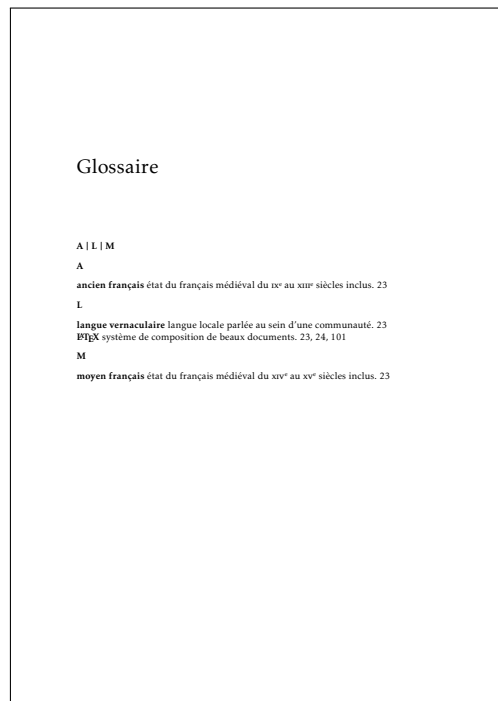 Glossaire
A | L | M
A
ancien français état du français médiéval du IXe au XIIIe siècles inclus. 23
L
langue vernaculaire langue locale parlée au sein d’une communauté. 23
LATEX système de composition de beaux documents. 23, 24, 101
M
moyen français état du français médiéval du XIVe au XVe siècles inclus. 23